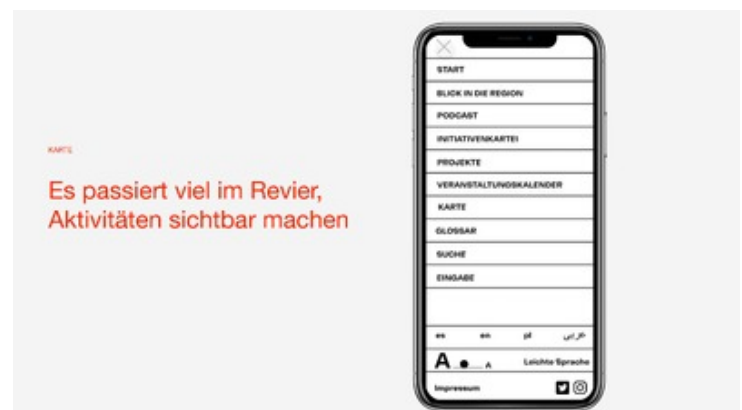 KARTE
Es passiert viel im Revier,
Aktivitäten sichtbar machen
START
BLICK IN DIE REGION
PODCAST
INITIATIVENKARTEI
PROJEKTE
VERANSTALTUNGSKALENDER
KARTE
GLOSSAR
SUCHE
EINGABE
es en pl عربي
A A Leichte Sprache
Impressum